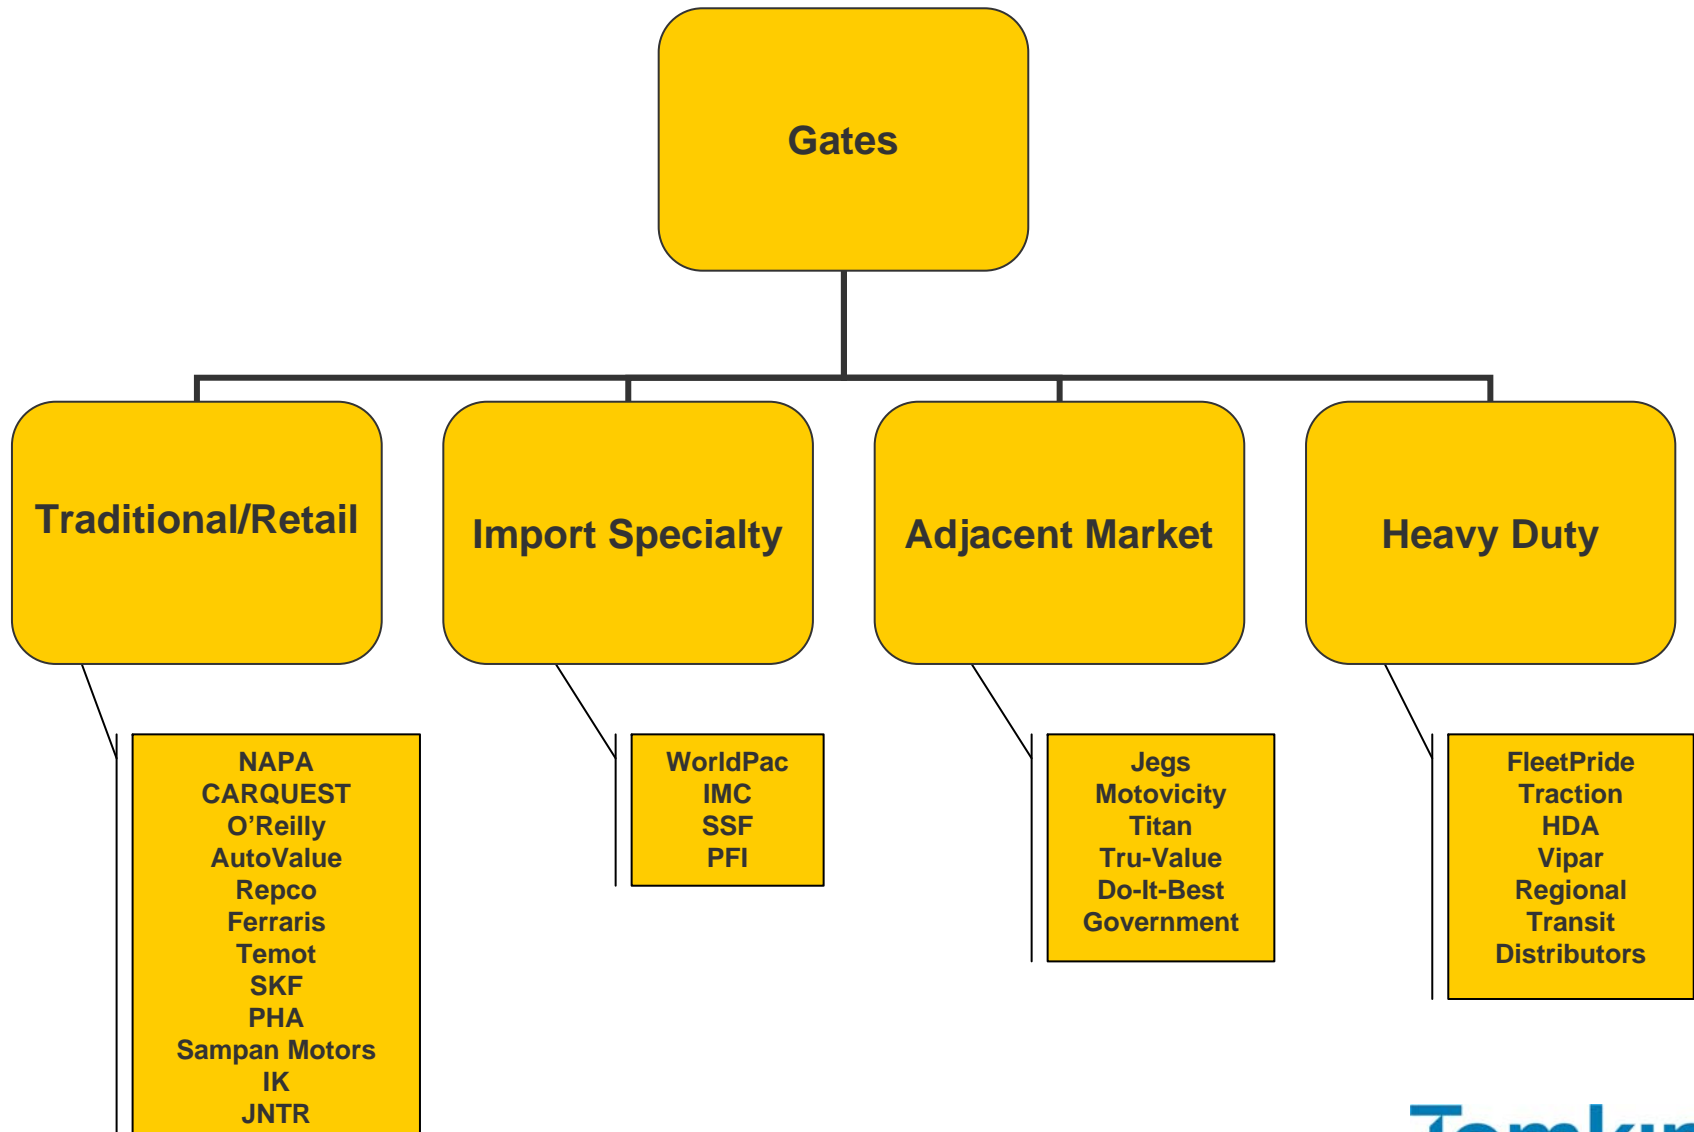 Gates
Traditional/Retail
Import Specialty
Adjacent Market
Heavy Duty
NAPA
CARQUEST
O’Reilly
AutoValue
Repco
Ferraris
Temot
SKF
PHA
Sampan Motors
IK
JNTR
WorldPac
IMC
SSF
PFI
Jegs
Motovicity
Titan
Tru-Value
Do-It-Best
Government
FleetPride
Traction
HDA
Vipar
Regional
Transit
Distributors